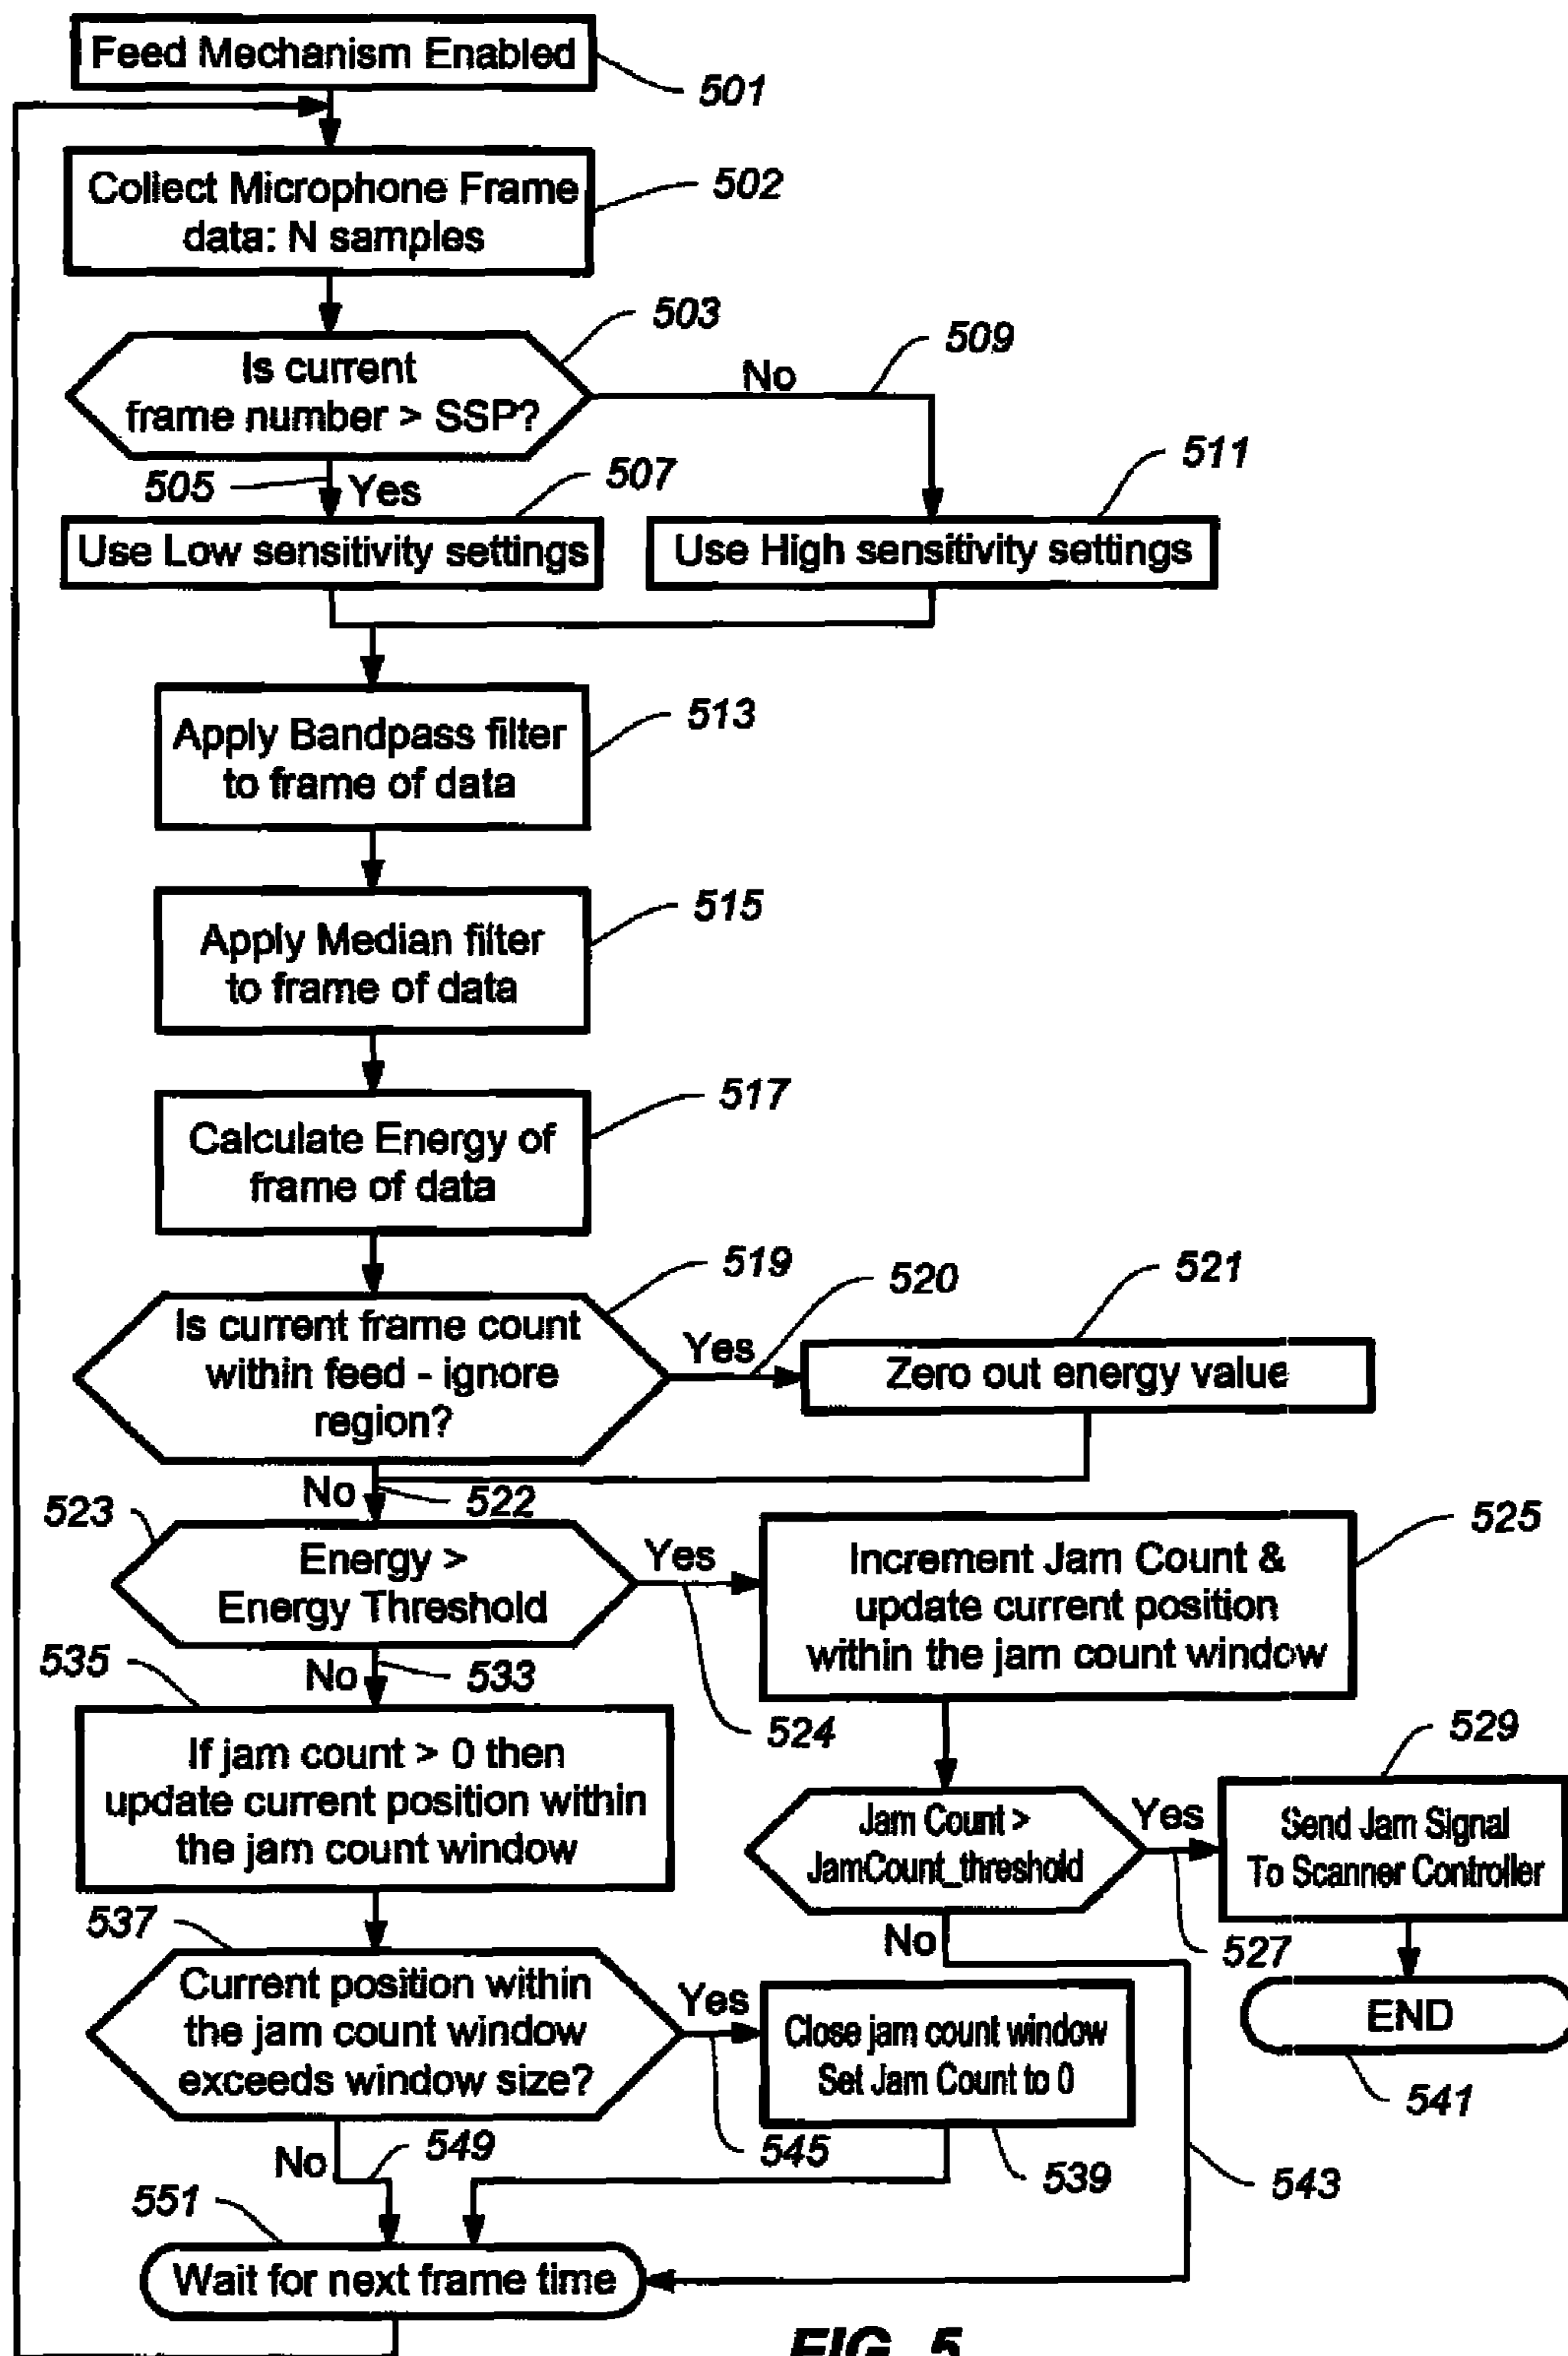 Feed Mechanism Enabled
501
Collect Microphone Frame
data: N samples
502
503
Is current
frame number > SSP?
No
509
505
Yes
507
511
Use Low sensitivity settings
Use High sensitivity settings
Apply Bandpass filter
to frame of data
513
Apply Median filter
to frame of data
515
Calculate Energy of
frame of data
517
519
Is current frame count
within feed - ignore
region?
Yes
520
521
Zero out energy value
No
522
523
Energy >
Energy Threshold
Yes
524
525
Increment Jam Count &
update current position
within the jam count window
No
533
535
If jam count > 0 then
update current position within
the jam count window
Jam Count >
JamCount_threshold
Yes
527
529
Send Jam Signal
To Scanner Controller
No
END
541
537
Current position within
the jam count window
exceeds window size?
Yes
545
Close jam count window
Set Jam Count to 0
539
543
No
549
551
Wait for next frame time
FIG. 5